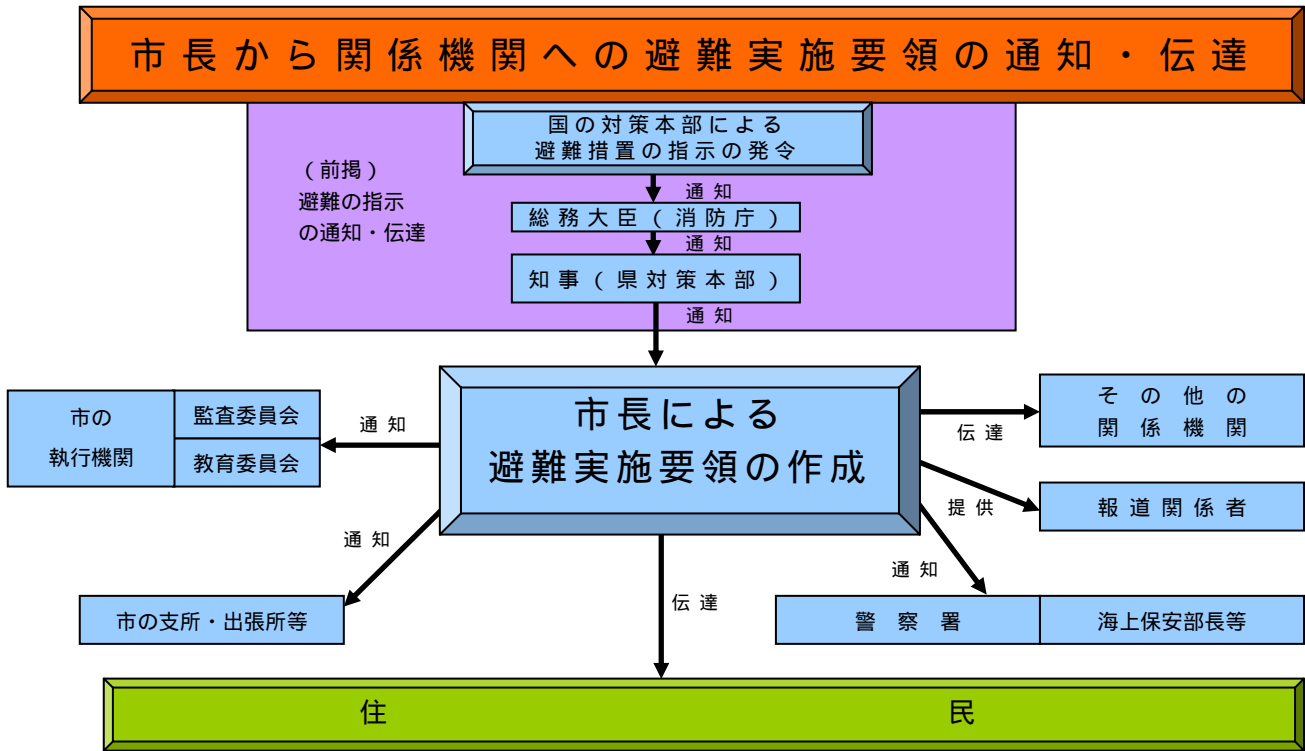 市長から関係機関への避難実施要領の通知・伝達
国の対策本部による
避難措置の指示の発令
(前掲)
避難の指示
の通知・伝達
通知
総務大臣(消防庁)
通知
知事(県対策本部)
通知
市長による
避難実施要領の作成
市の
執行機関
監査委員会
教育委員会
通知
その他の
関係機関
伝達
報道関係者
提供
通知
市の支所・出張所等
通知
警察署
海上保安部長等
伝達
住民